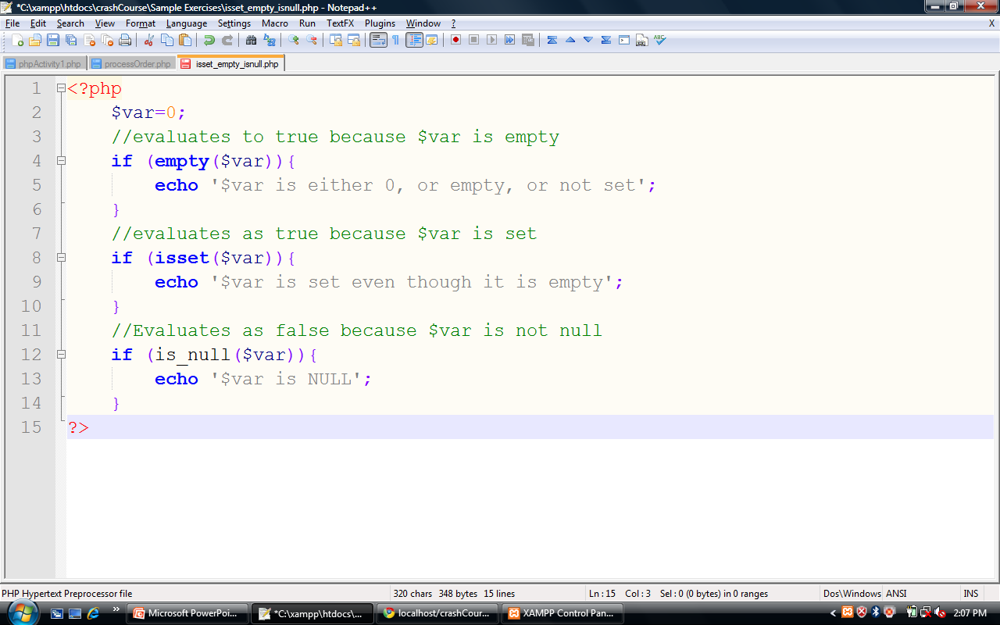 *C:\xampp\htdocs\crashCourse\Sample Exercises\isset_empty_isnull.php - Notepad++
File Edit Search View Format Language Settings Macro Run TextFX Plugins Window ? X
phpActivity1.php processOrder.php isset_empty_isnull.php
1 <?php
2 $var=0;
3 //evaluates to true because $var is empty
4 if (empty($var)){
5 echo '$var is either 0, or empty, or not set';
6 }
7 //evaluates as true because $var is set
8 if (isset($var)){
9 echo '$var is set even though it is empty';
10 }
11 //Evaluates as false because $var is not null
12 if (is_null($var)){
13 echo '$var is NULL';
14 }
15 ?>
PHP Hypertext Preprocessor file 320 chars 348 bytes 15 lines Ln : 15 Col : 3 Sel : 0 (0 bytes) in 0 ranges Dos\Windows ANSI INS
Microsoft PowerPoi... *C:\xampp\htdocs\... localhost/crashCour... XAMPP Control Pan... 2:07 PM